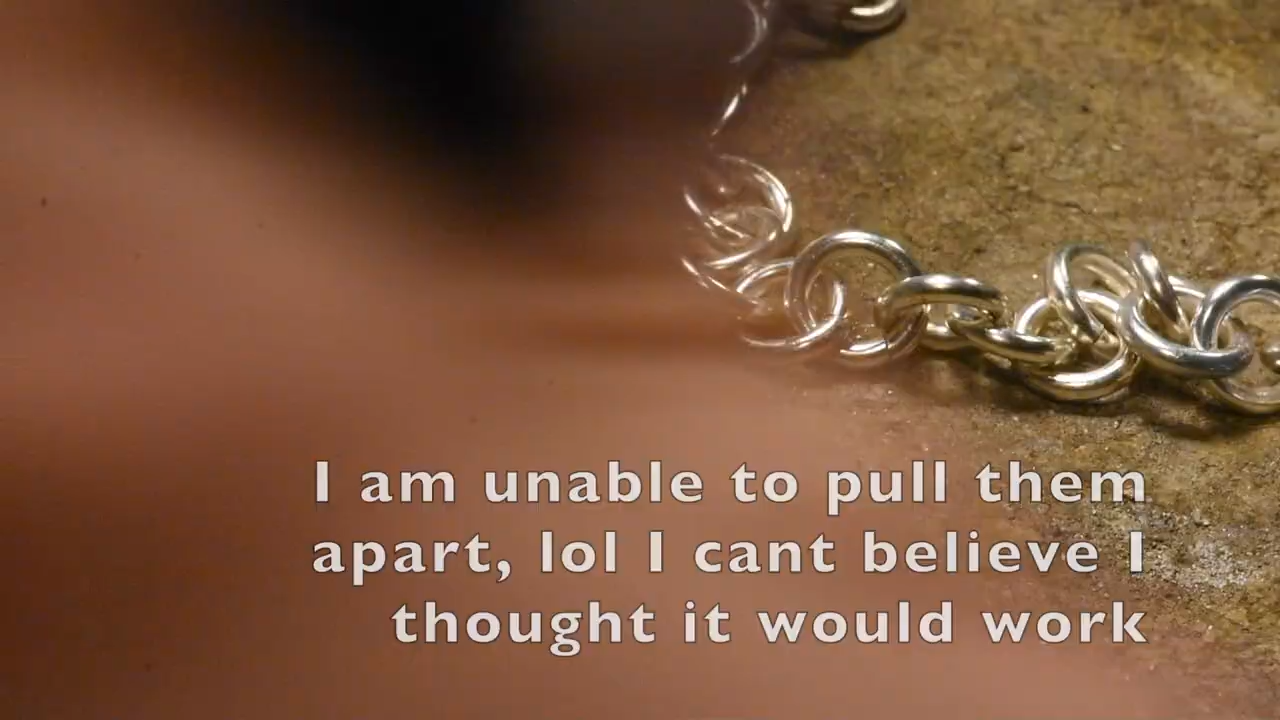 I am unable to pull them
apart, lol I cant believe I
thought it would work